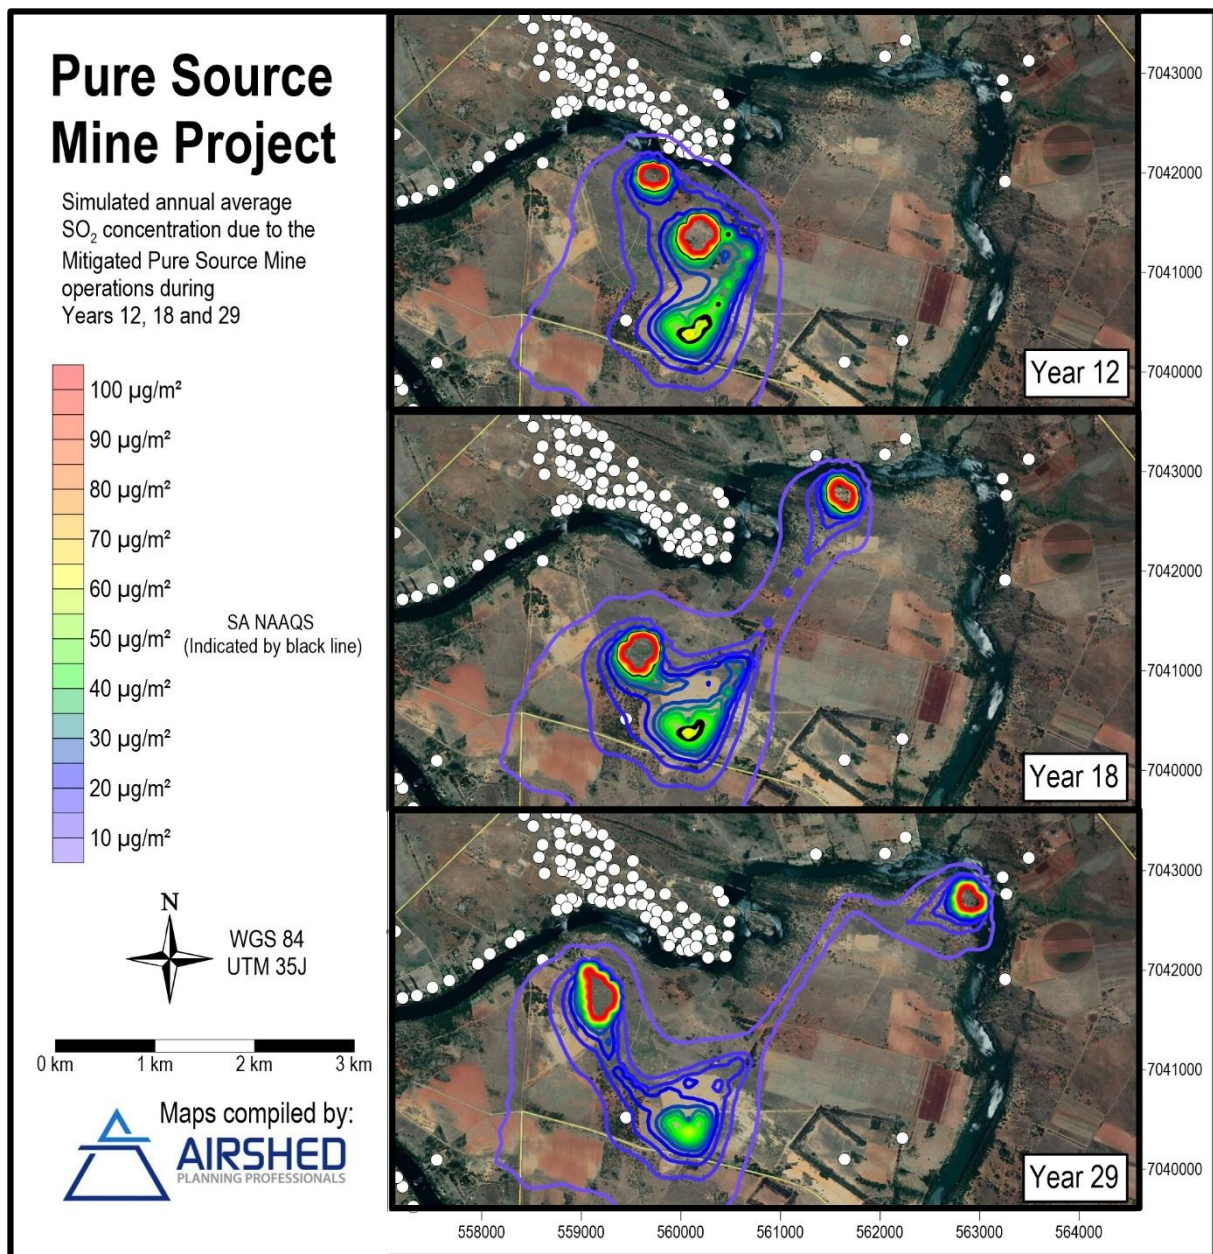 Pure Source
Mine Project
Simulated annual average
SO₂ concentration due to the
Mitigated Pure Source Mine
operations during
Years 12, 18 and 29
100 µg/m²
90 µg/m²
80 µg/m²
70 µg/m²
60 µg/m²
50 µg/m²
40 µg/m²
30 µg/m²
20 µg/m²
10 µg/m²
SA NAAQS
(Indicated by black line)
N
WGS 84
UTM 35J
0 km 1 km 2 km 3 km
Maps compiled by:
AIRSHED
PLANNING PROFESSIONALS
Year 12
7043000
7042000
7041000
7040000
Year 18
7043000
7042000
7041000
7040000
Year 29
7043000
7042000
7041000
7040000
558000 559000 560000 561000 562000 563000 564000